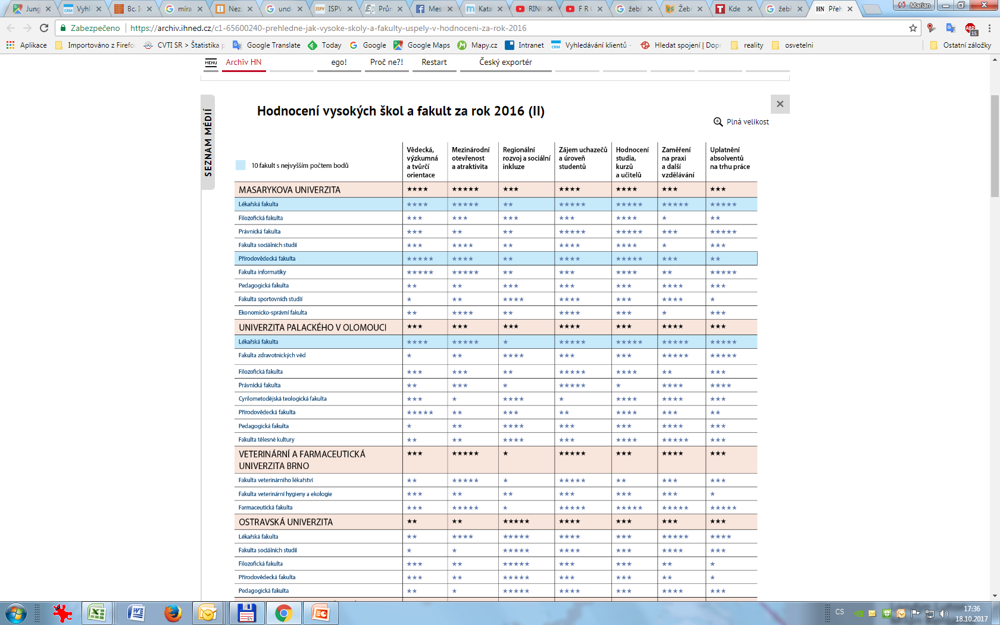 Jung
Vyhl
Bc. I
míra
Nez
und
ISPV
Prům
Mes
Kata
RIN
F R
žebř
Žeb
Kde
žebř
Přeh
Marian
Zabezpečeno
https://archiv.ihned.cz/c1-65600240-prehledne-jak-vysoke-skoly-a-fakulty-uspely-v-hodnoceni-za-rok-2016
Aplikace
Importováno z Firefo
CVTI SR > Štatistika p
Google Translate
Today
Google
Google Maps
Mapy.cz
Intranet
Vyhledávání klientů -
Hledat spojení | Dopr
reality
osvetelni
Ostatní záložky
MENU
Archiv HN
ego!
Proč ne?!
Restart
Český exportér
SEZNAM MÉDIÍ
Hodnocení vysokých škol a fakult za rok 2016 (II)
Plná velikost
10 fakult s nejvyšším počtem bodů
Vědecká, výzkumná a tvůrčí orientace
Mezinárodní otevřenost a atraktivita
Regionální rozvoj a sociální inkluze
Zájem uchazečů a úroveň studentů
Hodnocení studia, kurzů a učitelů
Zaměření na praxi a další vzdělávání
Uplatnění absolventů na trhu práce
MASARYKOVA UNIVERZITA ★★★★ ★★★★★ ★★★ ★★★★ ★★★★ ★★★ ★★★
Lékařská fakulta ★★★★ ★★★★★ ★★ ★★★★★ ★★★★★ ★★★★★ ★★★★★
Filozofická fakulta ★★★ ★★★ ★★★ ★★★ ★★★★ ★ ★★
Právnická fakulta ★★★ ★★ ★★ ★★★★★ ★★★★★ ★★★ ★★★★★
Fakulta sociálních studií ★★★ ★★★★ ★★ ★★★★ ★★★★ ★ ★★★
Přírodovědecká fakulta ★★★★★ ★★★★ ★★ ★★★★ ★★★★★ ★★★ ★★
Fakulta informatiky ★★★★★ ★★★★★ ★★ ★★★ ★★★★ ★★ ★★★★★
Pedagogická fakulta ★★ ★★ ★★★ ★★★ ★★★ ★★★★ ★★★
Fakulta sportovních studií ★ ★★ ★★★★ ★★★★ ★★★ ★★★★ ★
Ekonomicko-správní fakulta ★★ ★★★★ ★★ ★★★★ ★★★ ★ ★★★
UNIVERZITA PALACKÉHO V OLOMOUCI ★★★ ★★★ ★★★ ★★★★ ★★★ ★★★★ ★★★
Lékařská fakulta ★★★★ ★★★★★ ★ ★★★★★ ★★★★★ ★★★★★ ★★★★★
Fakulta zdravotnických věd ★ ★★ ★★★★ ★★★ ★★★ ★★★★★ ★★★★★
Filozofická fakulta ★★★ ★★★ ★★ ★★★★★ ★★★★ ★★ ★★★
Právnická fakulta ★★ ★★★ ★ ★★★★★ ★ ★★★★ ★★★★
Cyrilometodějská teologická fakulta ★★★ ★ ★★★★ ★ ★★★★ ★★★★ ★★★
Přírodovědecká fakulta ★★★★★ ★★ ★★★ ★★ ★★★★ ★★★ ★★
Pedagogická fakulta ★ ★★ ★★★★ ★★★ ★★★ ★★★★ ★★★
Fakulta tělesné kultury ★★ ★★ ★★★★ ★★★ ★★★★ ★★★★★ ★★★
VETERINÁRNÍ A FARMACEUTICKÁ UNIVERZITA BRNO ★★★ ★★★★★ ★ ★★★★★ ★★★ ★★★★ ★★★
Fakulta veterinárního lékařství ★★ ★★★★★ ★ ★★★★★ ★★ ★★★ ★★★
Fakulta veterinární hygieny a ekologie ★★★ ★★ ★★ ★★★ ★★★ ★★★ ★
Farmaceutická fakulta ★★★ ★★★★★ ★ ★★★★★ ★★★★★ ★★★★★ ★★★★★
OSTRAVSKÁ UNIVERZITA ★★ ★★ ★★★★★ ★★★★ ★★★ ★★★ ★★★
Lékařská fakulta ★★ ★★★★ ★★★★★ ★★★★ ★★★ ★★★★★ ★★★★
Fakulta sociálních studií ★ ★ ★★★★★ ★★★★ ★★★ ★★★★ ★★★
Filozofická fakulta ★★★ ★★ ★★★★★ ★★★ ★★★ ★★ ★
Přírodovědecká fakulta ★★★ ★★ ★★★★★ ★★★ ★★★ ★★ ★
Pedagogická fakulta ★★ ★ ★★★★★ ★★★★ ★★★ ★★★★ ★★★
CS
17:36
18.10.2017